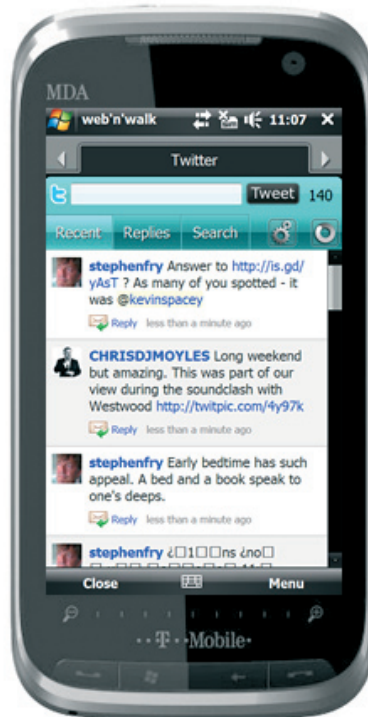 MDA
web'n'walk 11:07 X
Twitter
Tweet 140
Recent Replies Search
stephenfry Answer to http://is.gd/
yAsT ? As many of you spotted - it
was @kevinspacey
Reply less than a minute ago
CHRISDJMOYLES Long weekend
but amazing. This was part of our
view during the soundclash with
Westwood http://twitpic.com/4y97k
Reply less than a minute ago
stephenfry Early bedtime has such
appeal. A bed and a book speak to
one's deeps.
Reply less than a minute ago
stephenfry ¿□1□□ns ¿no□
Close Menu
T-Mobile